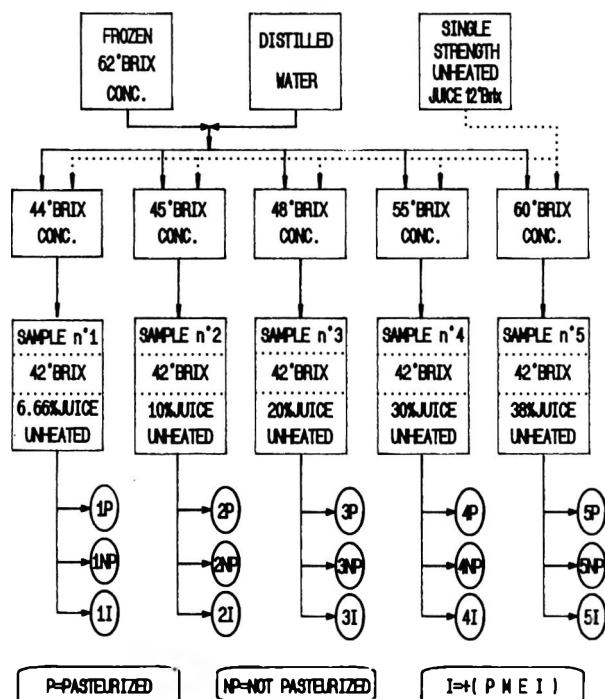 FROZEN
62°BRIX
CONC.
DISTILLED
WATER
SINGLE
STRENGTH
UNHEATED
JUICE 12°Brix
44°BRIX
CONC.
45°BRIX
CONC.
48°BRIX
CONC.
55°BRIX
CONC.
60°BRIX
CONC.
SAMPLE n°1
42°BRIX
6.66%JUICE
UNHEATED
SAMPLE n°2
42°BRIX
10%JUICE
UNHEATED
SAMPLE n°3
42°BRIX
20%JUICE
UNHEATED
SAMPLE n°4
42°BRIX
30%JUICE
UNHEATED
SAMPLE n°5
42°BRIX
38%JUICE
UNHEATED
1P
2P
3P
4P
5P
1NP
2NP
3NP
4NP
5NP
1I
2I
3I
4I
5I
P=PASTEURIZED
NP=NOT PASTEURIZED
I=+( P M E I )